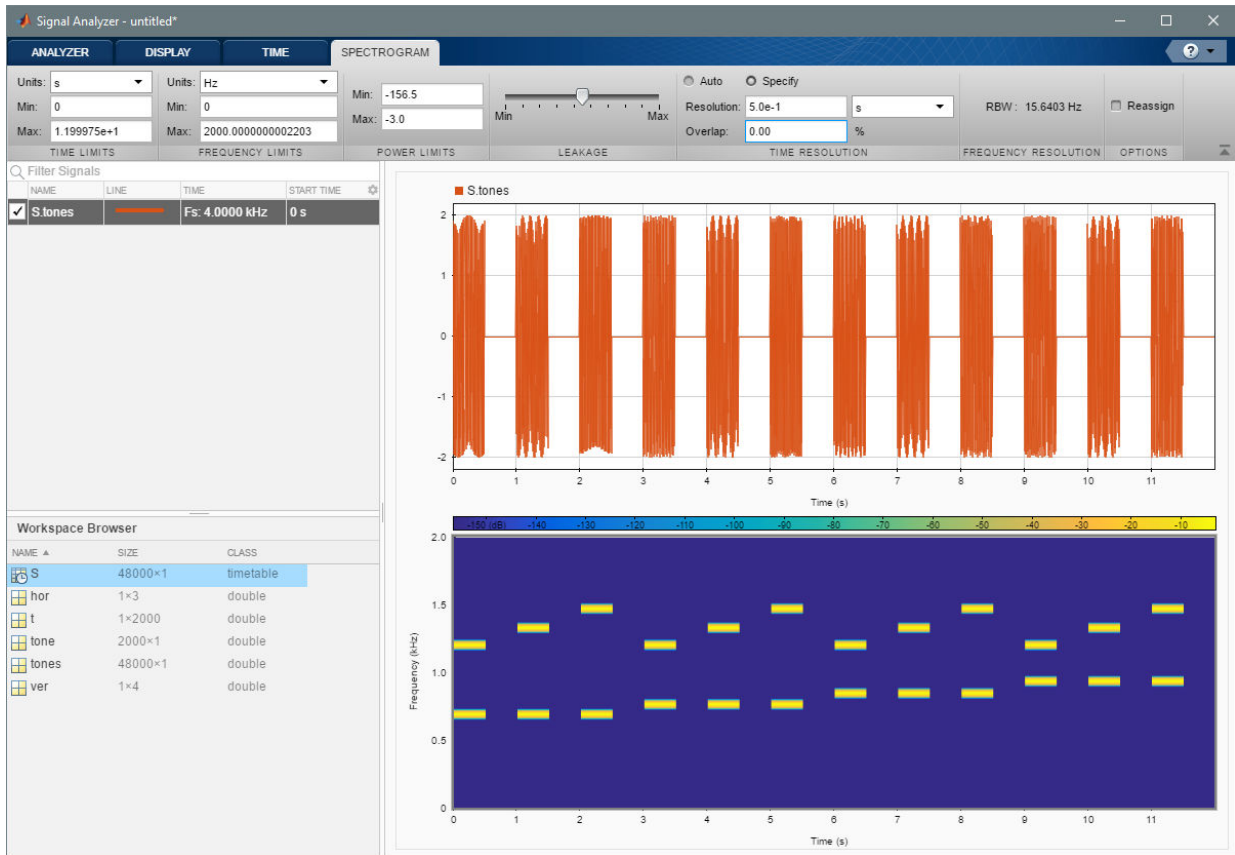 Signal Analyzer - untitled*
ANALYZER DISPLAY TIME SPECTROGRAM
?
Units: s Units: Hz Min: -156.5 Auto Specify
Min: 0 Min: 0 Max: -3.0 Min Max Resolution: 5.0e-1 s RBW : 15.6403 Hz Reassign
Max: 1.199975e+1 Max: 2000.0000000002203 Overlap: 0.00 %
TIME LIMITS FREQUENCY LIMITS POWER LIMITS LEAKAGE TIME RESOLUTION FREQUENCY RESOLUTION OPTIONS
Filter Signals
NAME LINE TIME START TIME
S.tones Fs: 4.0000 kHz 0 s
Workspace Browser
NAME SIZE CLASS
S 48000×1 timetable
hor 1×3 double
t 1×2000 double
tone 2000×1 double
tones 48000×1 double
ver 1×4 double
S.tones
2
1
0
-1
-2
0 1 2 3 4 5 6 7 8 9 10 11
Time (s)
-150 (dB) -140 -130 -120 -110 -100 -90 -80 -70 -60 -50 -40 -30 -20 -10
2.0
1.5
1.0
0.5
0
Frequency (kHz)
0 1 2 3 4 5 6 7 8 9 10 11
Time (s)